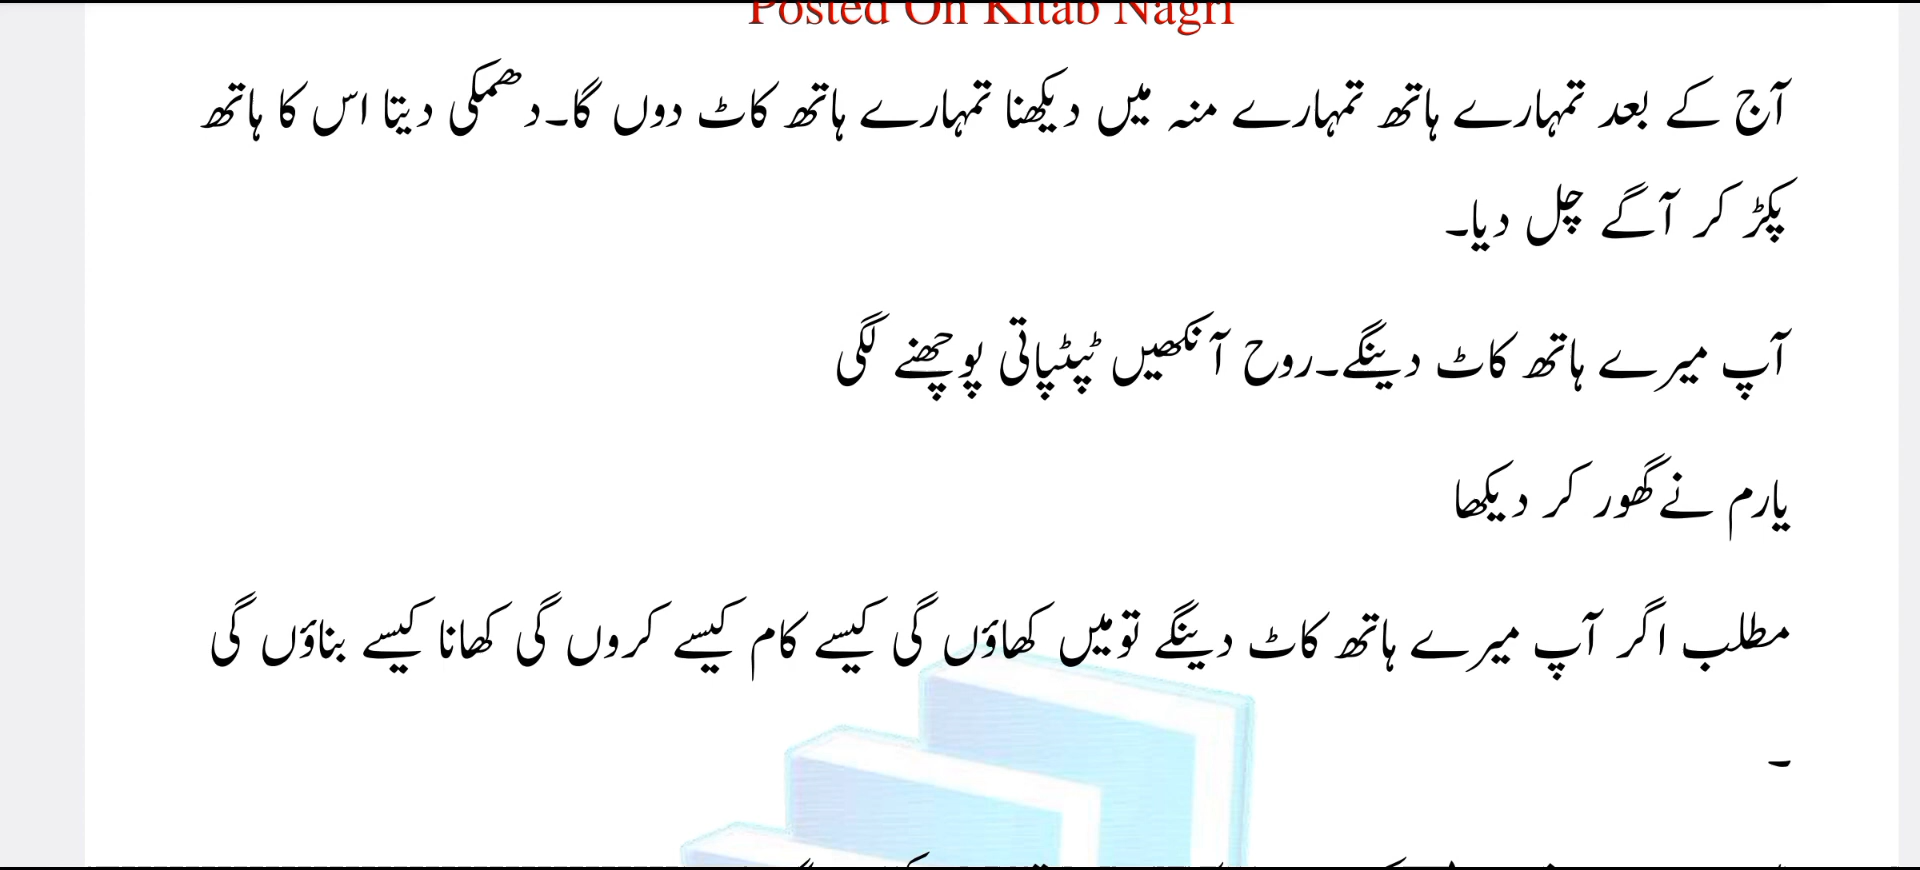 Posted On Kitab Nagri
آج کے بعد تمہارے ہاتھ تمہارے منہ میں دیکھنا تمہارے ہاتھ کاٹ دوں گا۔دھمکی دیتا اس کا ہاتھ
پکڑ کر آگے چل دیا۔
آپ میرے ہاتھ کاٹ دینگے۔روح آنکھیں ٹپٹپاتی پوچھنے لگی
یارم نے گھور کر دیکھا
مطلب اگر آپ میرے ہاتھ کاٹ دینگے تو میں کھاؤں گی کیسے کام کیسے کروں گی کھانا کیسے بناؤں گی
۔